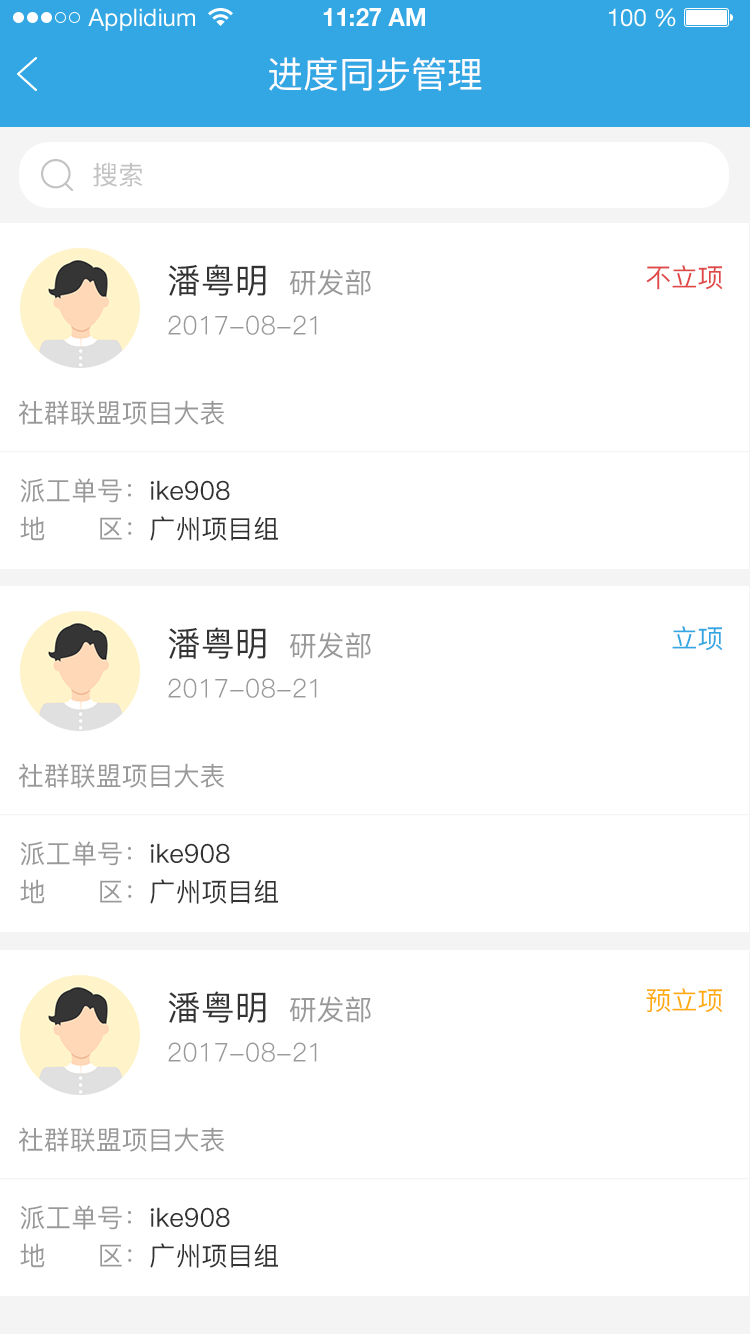 Applidium 11:27 AM 100 %
进度同步管理
搜索
潘粤明 研发部 不立项
2017-08-21
社群联盟项目大表
派工单号：ike908
地 区：广州项目组
潘粤明 研发部 立项
2017-08-21
社群联盟项目大表
派工单号：ike908
地 区：广州项目组
潘粤明 研发部 预立项
2017-08-21
社群联盟项目大表
派工单号：ike908
地 区：广州项目组